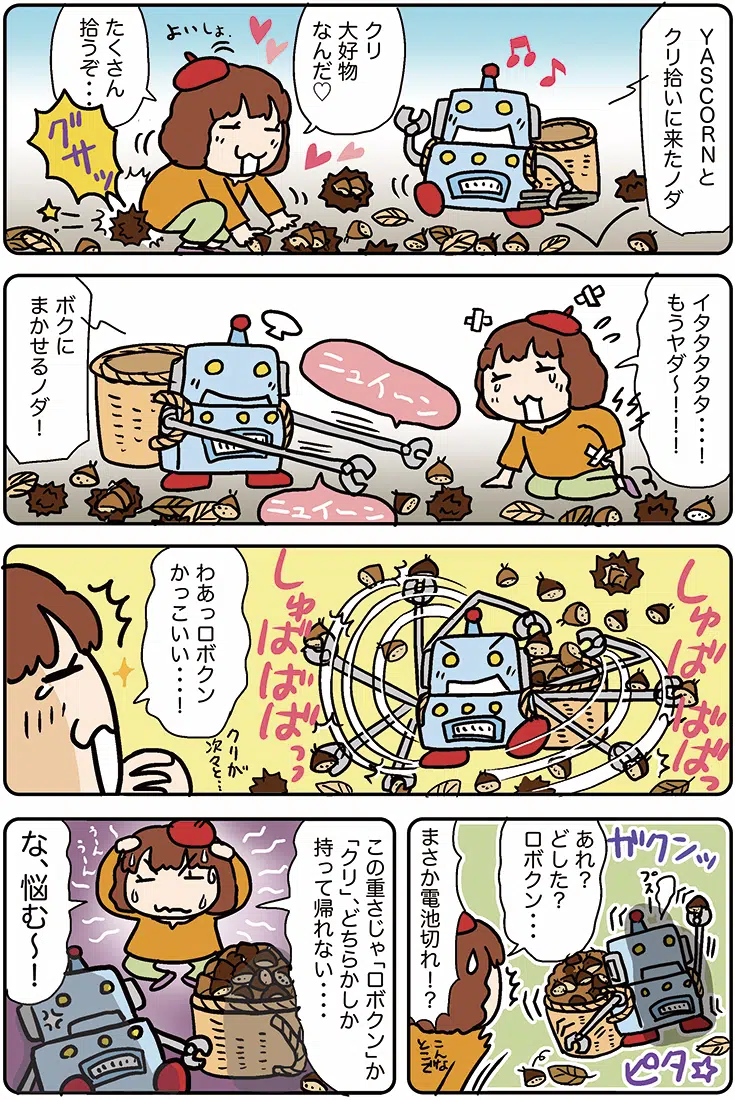 YASCORNと
クリ拾いに来たノダ
クリ
大好物
なんだ♡
よいしょ
たくさん
拾うぞ・・
グサッ
イタタタタタ・・・!
もうヤダ〜!!!
ニュイーン
ニュイーン
ボクに
まかせるノダ!
しゅばばばばっ
わあっロボクン
かっこいい・・・!
しゅばばばばっっ
クリが
次々と…
ガクンッ
プスッ
あれ?
どした?
ロボクン・・・
まさか電池切れ!?
こんな
とこで
ピタ☆
この重さじゃ「ロボクン」か
「クリ」、どちらかしか
持って帰れない・・・・
うーん
うーん
な、悩む〜!